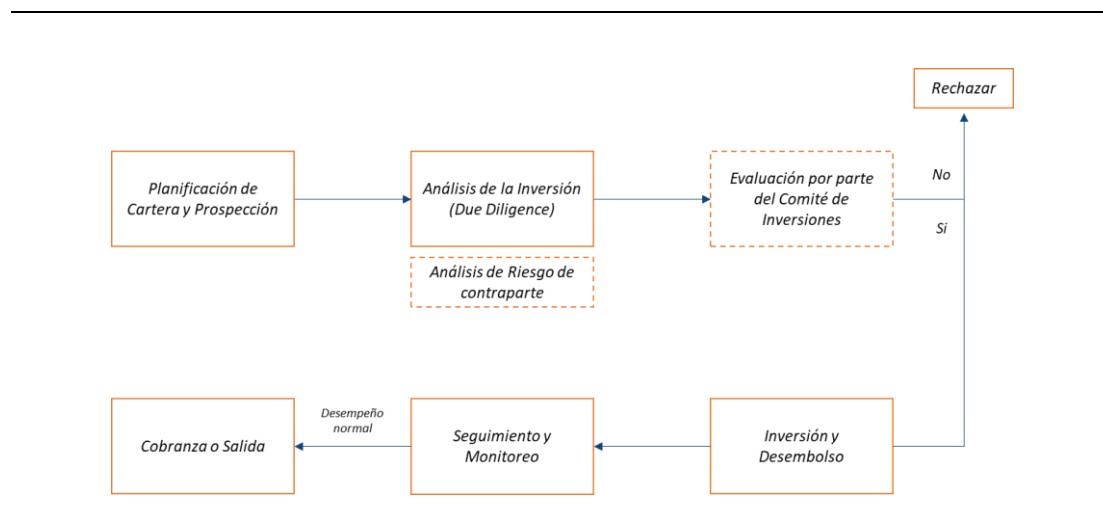 Rechazar
Planificación de
Cartera y Prospección
Análisis de la Inversión
(Due Diligence)
Evaluación por parte
del Comité de
Inversiones
No
Si
Análisis de Riesgo de
contraparte
Cobranza o Salida
Desempeño
normal
Seguimiento y
Monitoreo
Inversión y
Desembolso